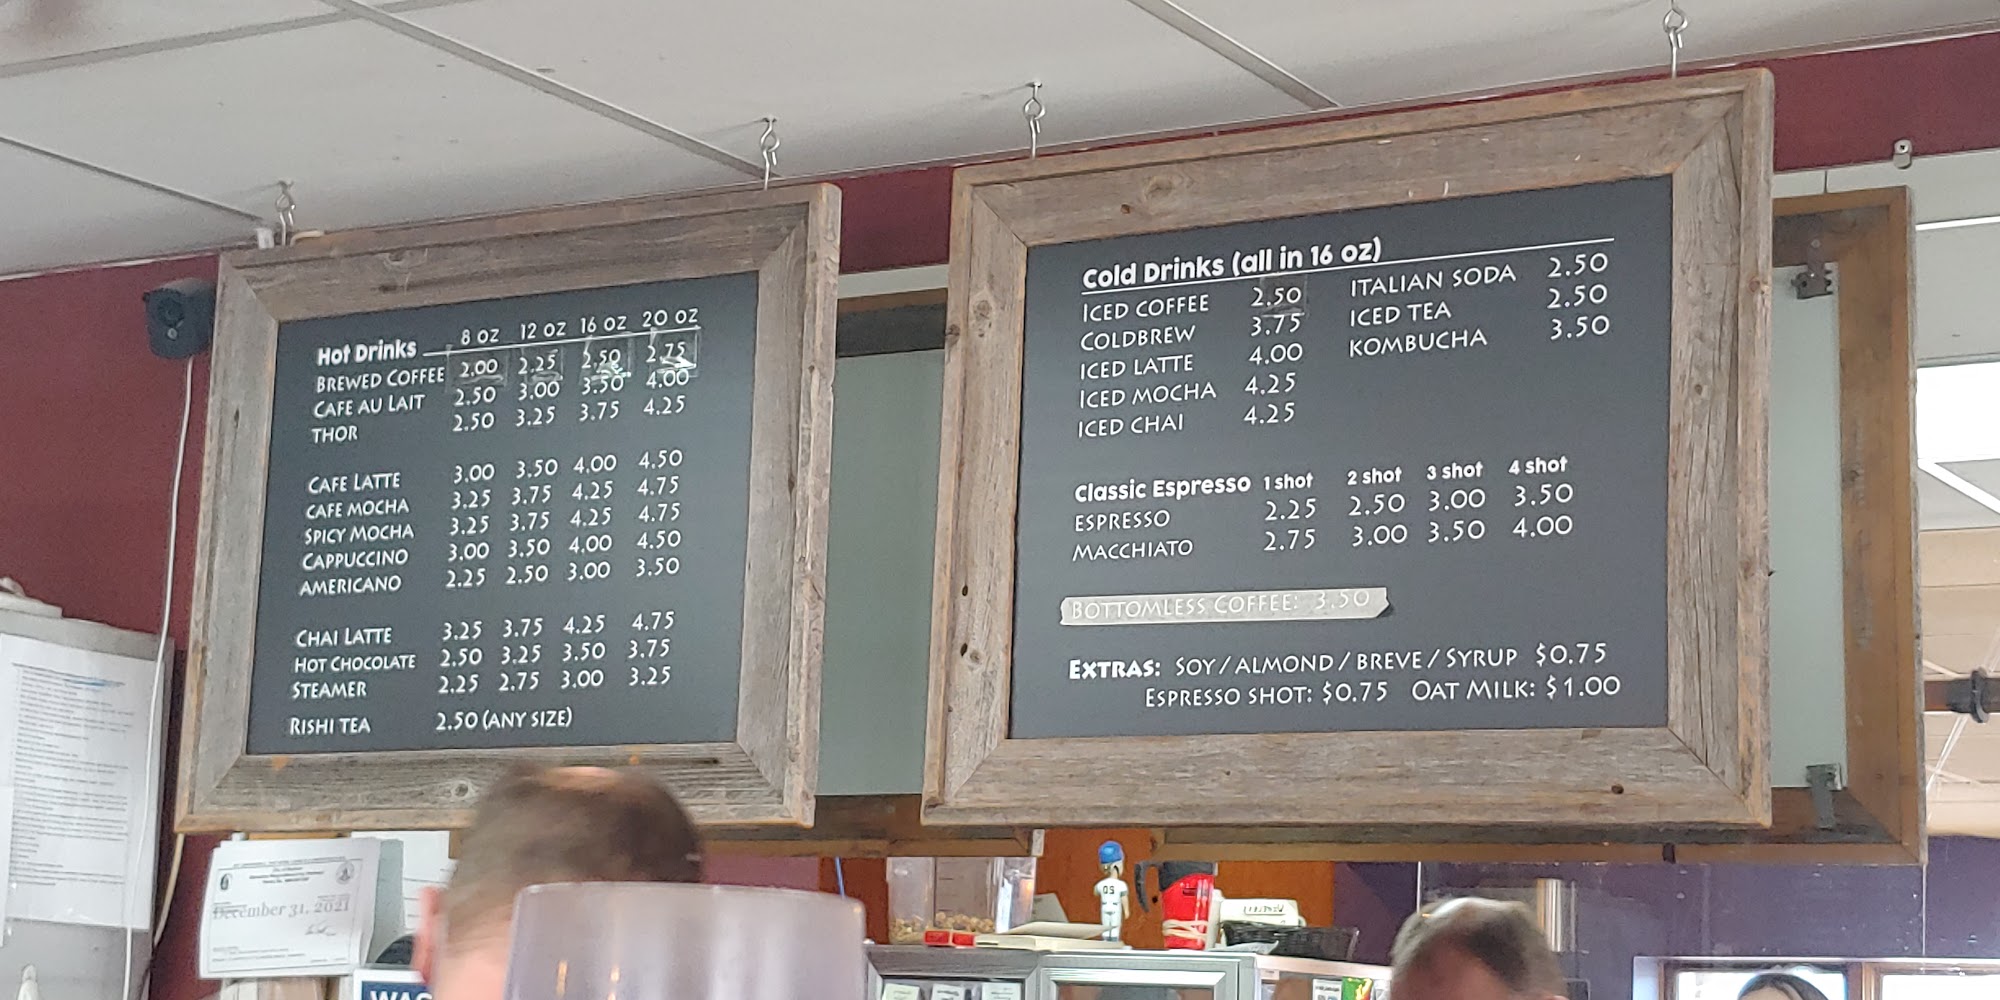 8 oz 12 oz 16 oz 20 oz
Hot Drinks
BREWED COFFEE 2.00 2.25 2.50 2.75
CAFE AU LAIT 2.50 3.00 3.50 4.00
THOR 2.50 3.25 3.75 4.25
CAFE LATTE 3.00 3.50 4.00 4.50
CAFE MOCHA 3.25 3.75 4.25 4.75
SPICY MOCHA 3.25 3.75 4.25 4.75
CAPPUCCINO 3.00 3.50 4.00 4.50
AMERICANO 2.25 2.50 3.00 3.50
CHAI LATTE 3.25 3.75 4.25 4.75
HOT CHOCOLATE 2.50 3.25 3.50 3.75
STEAMER 2.25 2.75 3.00 3.25
RISHI TEA 2.50 (ANY SIZE)
Cold Drinks (all in 16 oz)
ICED COFFEE 2.50 ITALIAN SODA 2.50
COLDBREW 3.75 ICED TEA 2.50
ICED LATTE 4.00 KOMBUCHA 3.50
ICED MOCHA 4.25
ICED CHAI 4.25
Classic Espresso 1 shot 2 shot 3 shot 4 shot
ESPRESSO 2.25 2.50 3.00 3.50
MACCHIATO 2.75 3.00 3.50 4.00
BOTTOMLESS COFFEE: 3.50
EXTRAS: SOY / ALMOND / BREVE / SYRUP $0.75
ESPRESSO SHOT: $0.75 OAT MILK: $1.00
December 31, 2021
05
WAS